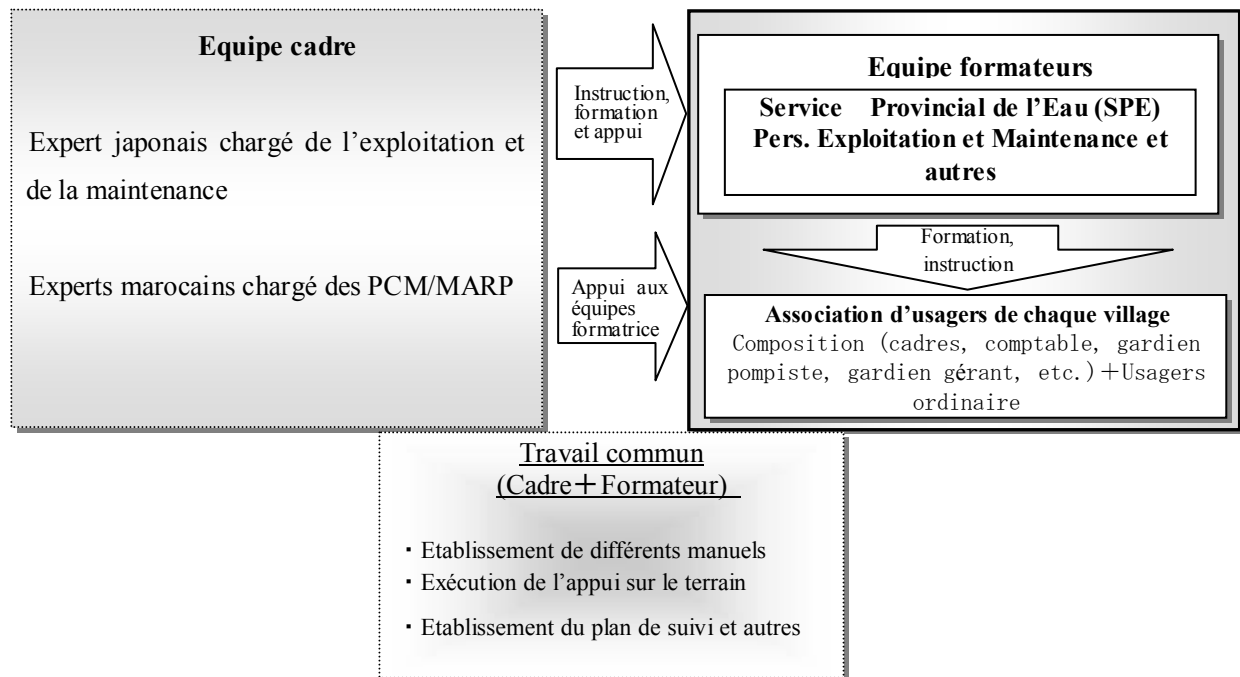 Equipe cadre
Expert japonais chargé de l'exploitation et
de la maintenance
Experts marocains chargé des PCM/MARP
Instruction,
formation
et appui
Appui aux
équipes
formatrice
Equipe formateurs
Service Provincial de l'Eau (SPE)
Pers. Exploitation et Maintenance et
autres
Formation,
instruction
Association d'usagers de chaque village
Composition (cadres, comptable, gardien
pompiste, gardien gérant, etc.)+Usagers
ordinaire
Travail commun
(Cadre+Formateur)
・Etablissement de différents manuels
・Exécution de l'appui sur le terrain
・Etablissement du plan de suivi et autres